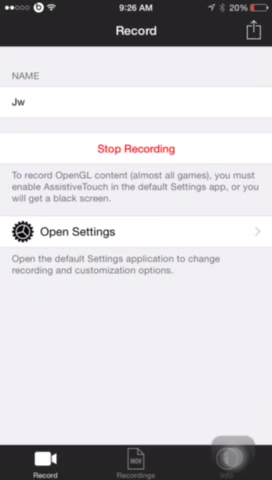 9:26 AM
20%
Record
NAME
Jw
Stop Recording
To record OpenGL content (almost all games), you must
enable AssistiveTouch in the default Settings app, or you
will get a black screen.
Open Settings
Open the default Settings application to change
recording and customization options.
MOV
Record
Recordings
Info